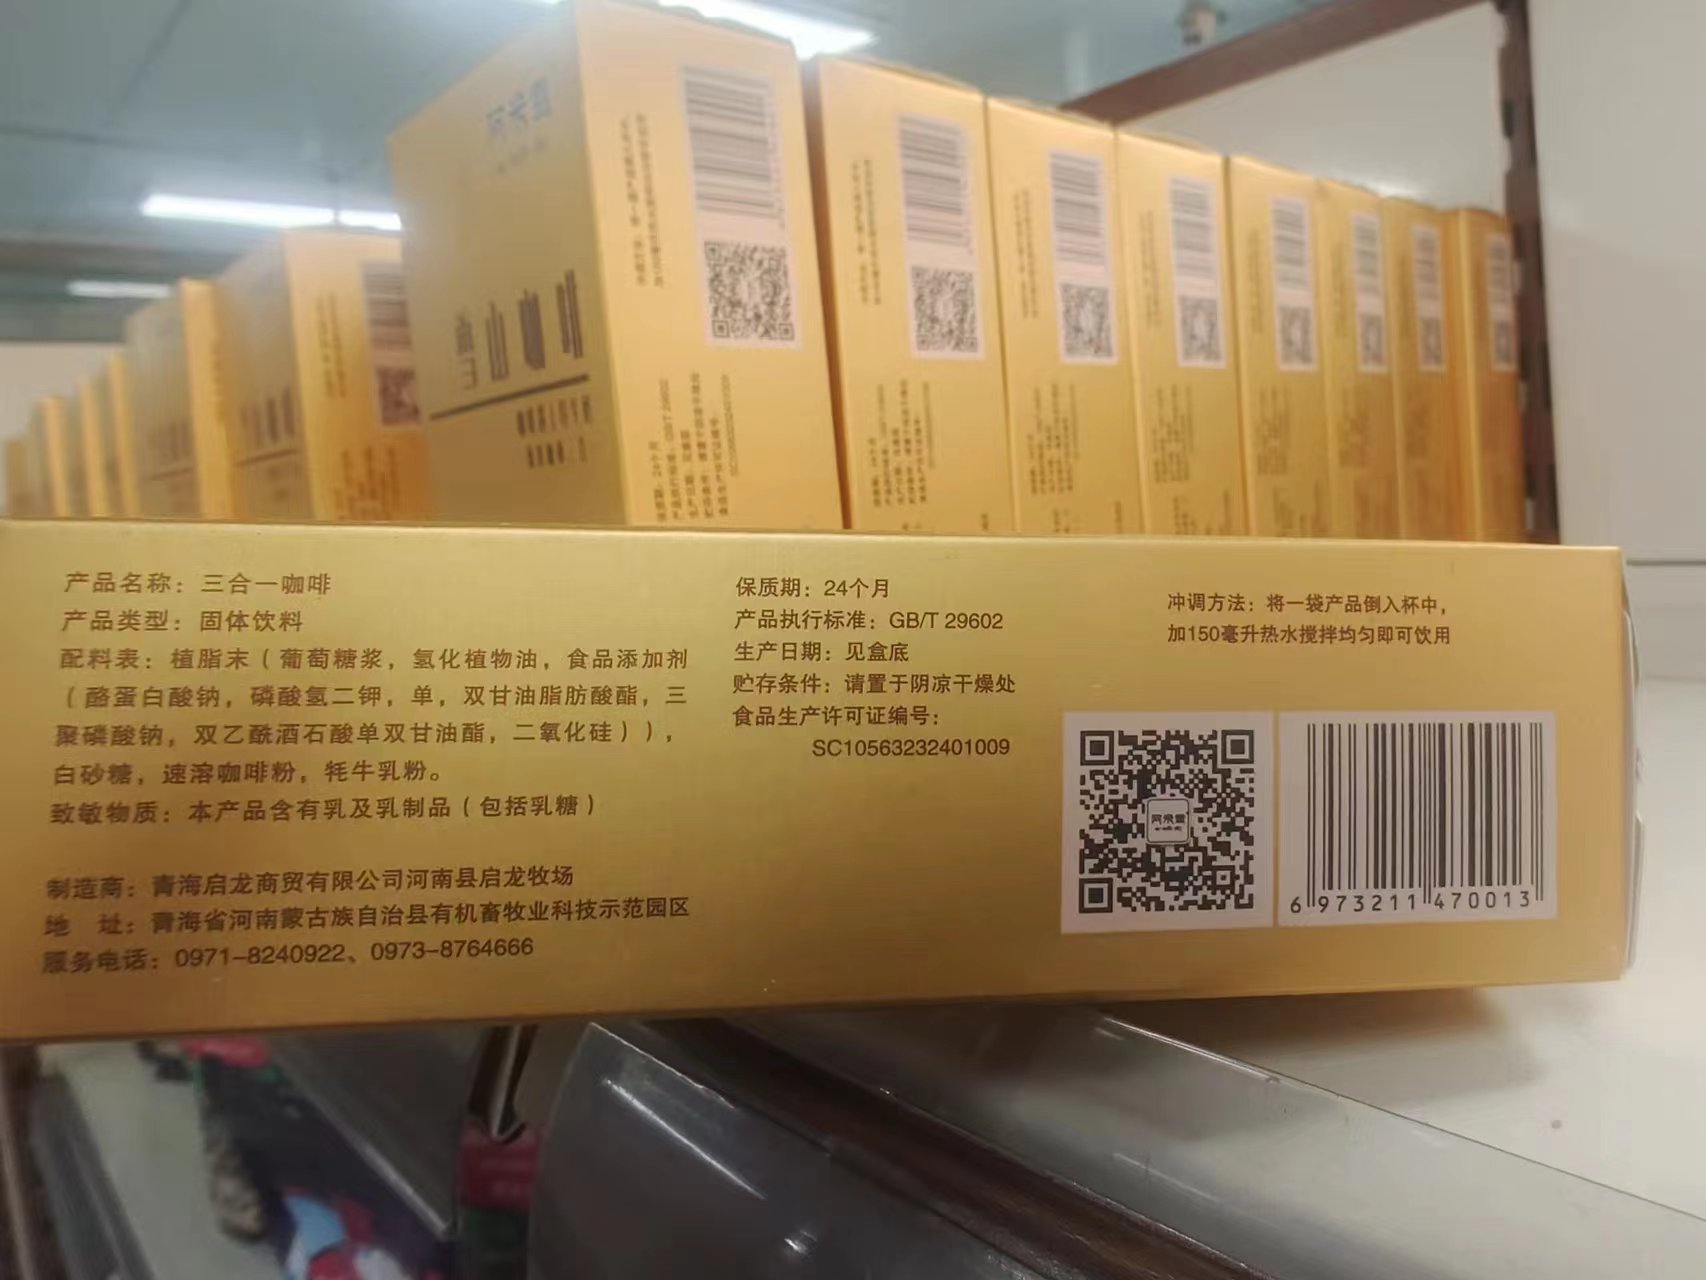 山咖啡
产品名称：三合一咖啡
产品类型：固体饮料
配料表：植脂末（葡萄糖浆，氢化植物油，食品添加剂
（酪蛋白酸钠，磷酸氢二钾，单，双甘油脂肪酸酯，三
聚磷酸钠，双乙酰酒石酸单双甘油酯，二氧化硅）），
白砂糖，速溶咖啡粉，牦牛乳粉。
致敏物质：本产品含有乳及乳制品（包括乳糖）
制造商：青海启龙商贸有限公司河南县启龙牧场
地 址：青海省河南蒙古族自治县有机畜牧业科技示范园区
服务电话：0971-8240922、0973-8764666
保质期：24个月
产品执行标准：GB/T 29602
生产日期：见盒底
贮存条件：请置于阴凉干燥处
食品生产许可证编号：
SC10563232401009
冲调方法：将一袋产品倒入杯中，
加150毫升热水搅拌均匀即可饮用
6 973211 470013